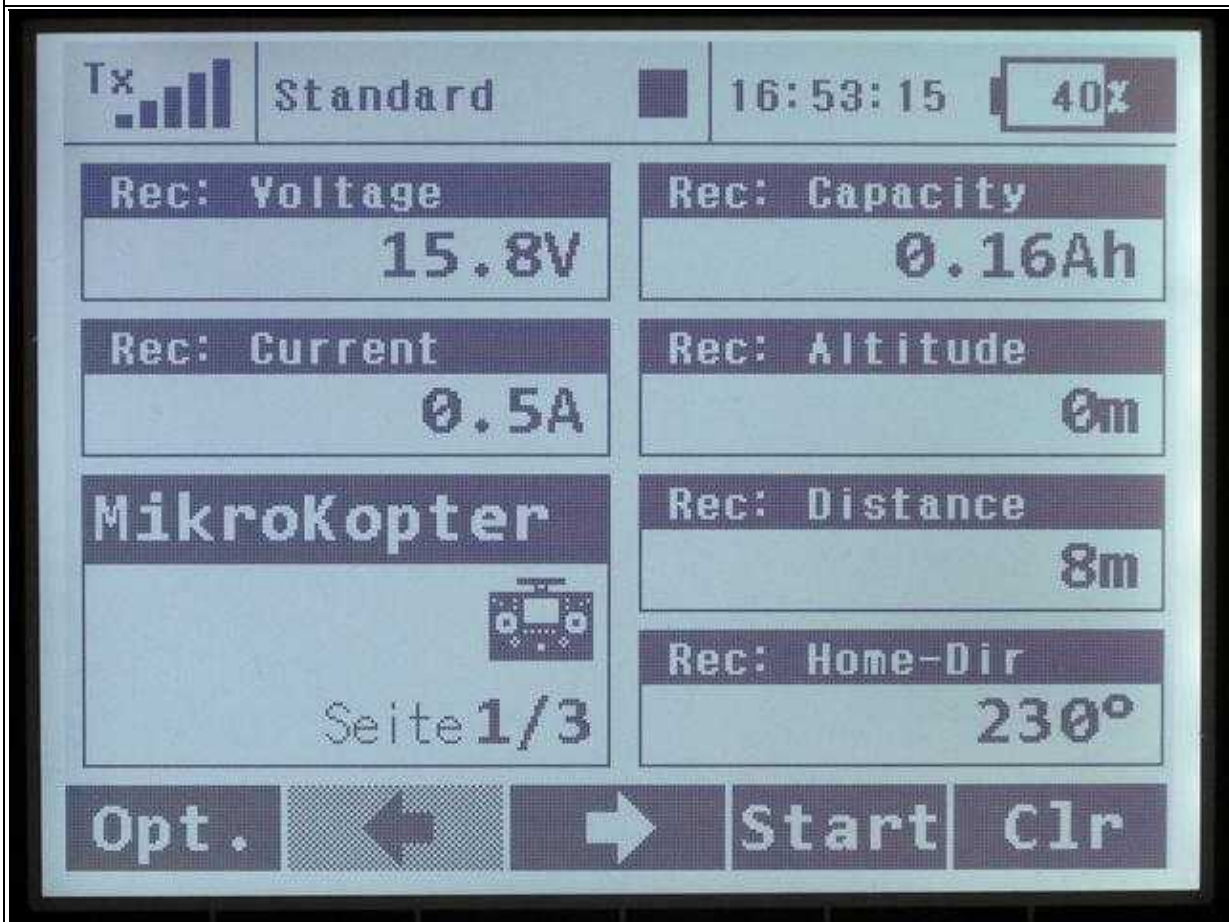 Tx Standard 16:53:15 40%
Rec: Voltage
15.8V
Rec: Capacity
0.16Ah
Rec: Current
0.5A
Rec: Altitude
0m
MikroKopter
Seite 1/3
Rec: Distance
8m
Rec: Home-Dir
230°
Opt. Start Clr